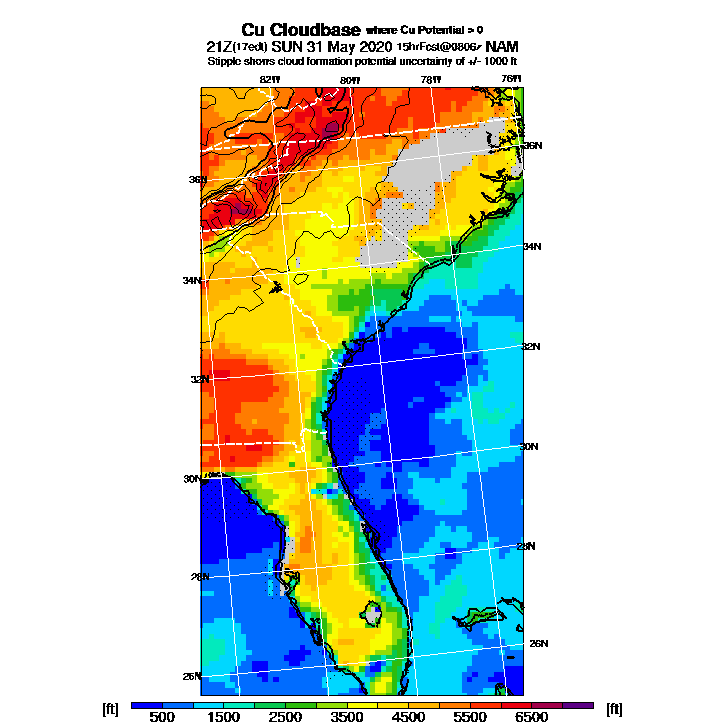 Cu Cloudbase where Cu Potential > 0
21Z(17edt) SUN 31 May 2020 15hrFcst@0806z NAM
Stipple shows cloud formation potential uncertainty of +/- 1000 ft
82W 80W 78W 76W
36N
36N
34N
34N
32N
32N
30N
30N
28N
28N
26N
26N
[ft] 500 1500 2500 3500 4500 5500 6500 [ft]